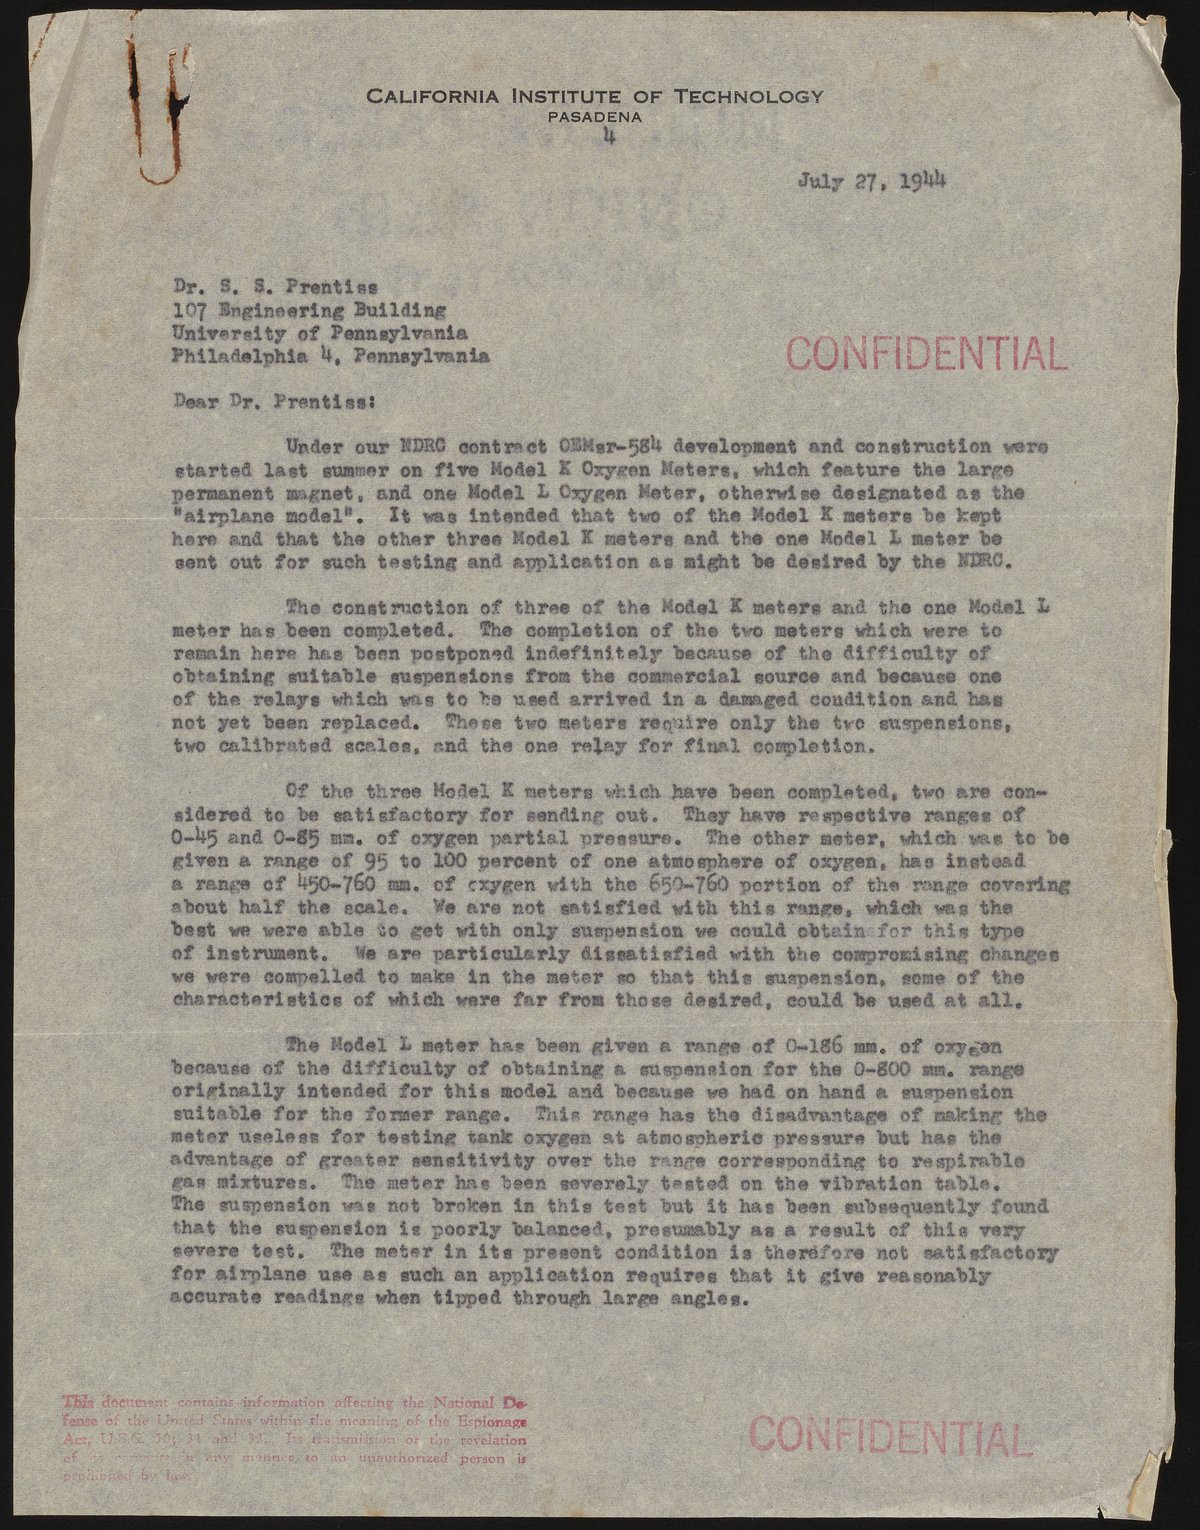 CALIFORNIA INSTITUTE OF TECHNOLOGY
PASADENA
4
July 27, 1944
Dr. S. S. Prentiss
107 Engineering Building
University of Pennsylvania
Philadelphia 4, Pennsylvania
CONFIDENTIAL
Dear Dr. Prentiss:
Under our NDRC contract OEMsr-584 development and construction were
started last summer on five Model K Oxygen Meters, which feature the large
permanent magnet, and one Model L Oxygen Meter, otherwise designated as the
"airplane model". It was intended that two of the Model K meters be kept
here and that the other three Model K meters and the one Model L meter be
sent out for such testing and application as might be desired by the NDRC.
The construction of three of the Model K meters and the one Model L
meter has been completed. The completion of the two meters which were to
remain here has been postponed indefinitely because of the difficulty of
obtaining suitable suspensions from the commercial source and because one
of the relays which was to be used arrived in a damaged condition and has
not yet been replaced. These two meters require only the two suspensions,
two calibrated scales, and the one relay for final completion.
Of the three Model K meters which have been completed, two are con-
sidered to be satisfactory for sending out. They have respective ranges of
0-45 and 0-85 mm. of oxygen partial pressure. The other meter, which was to be
given a range of 95 to 100 percent of one atmosphere of oxygen, has instead
a range of 450-760 mm. of oxygen with the 650-760 portion of the range covering
about half the scale. We are not satisfied with this range, which was the
best we were able to get with only suspension we could obtain for this type
of instrument. We are particularly dissatisfied with the compromising changes
we were compelled to make in the meter so that this suspension, some of the
characteristics of which were far from those desired, could be used at all.
The Model L meter has been given a range of 0-186 mm. of oxygen
because of the difficulty of obtaining a suspension for the 0-800 mm. range
originally intended for this model and because we had on hand a suspension
suitable for the former range. This range has the disadvantage of making the
meter useless for testing tank oxygen at atmospheric pressure but has the
advantage of greater sensitivity over the range corresponding to respirable
gas mixtures. The meter has been severely tested on the vibration table.
The suspension was not broken in this test but it has been subsequently found
that the suspension is poorly balanced, presumably as a result of this very
severe test. The meter in its present condition is therefore not satisfactory
for airplane use as such an application requires that it give reasonably
accurate readings when tipped through large angles.
This document contains information affecting the National De-
fense of the United States within the meaning of the Espionage
Act, U.S.C. 50; 31 and 32. Its transmission or the revelation
of its contents in any manner to an unauthorized person is
prohibited by law.
CONFIDENTIAL